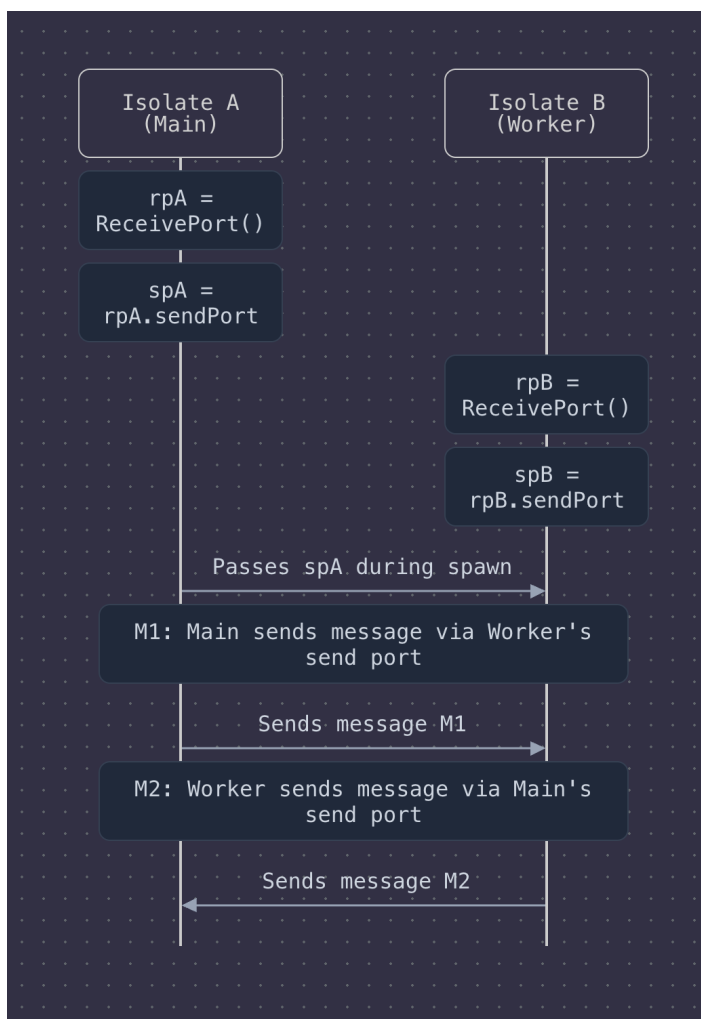 Isolate A
(Main)
Isolate B
(Worker)
rpA =
ReceivePort()
spA =
rpA.sendPort
rpB =
ReceivePort()
spB =
rpB.sendPort
Passes spA during spawn
M1: Main sends message via Worker's
send port
Sends message M1
M2: Worker sends message via Main's
send port
Sends message M2